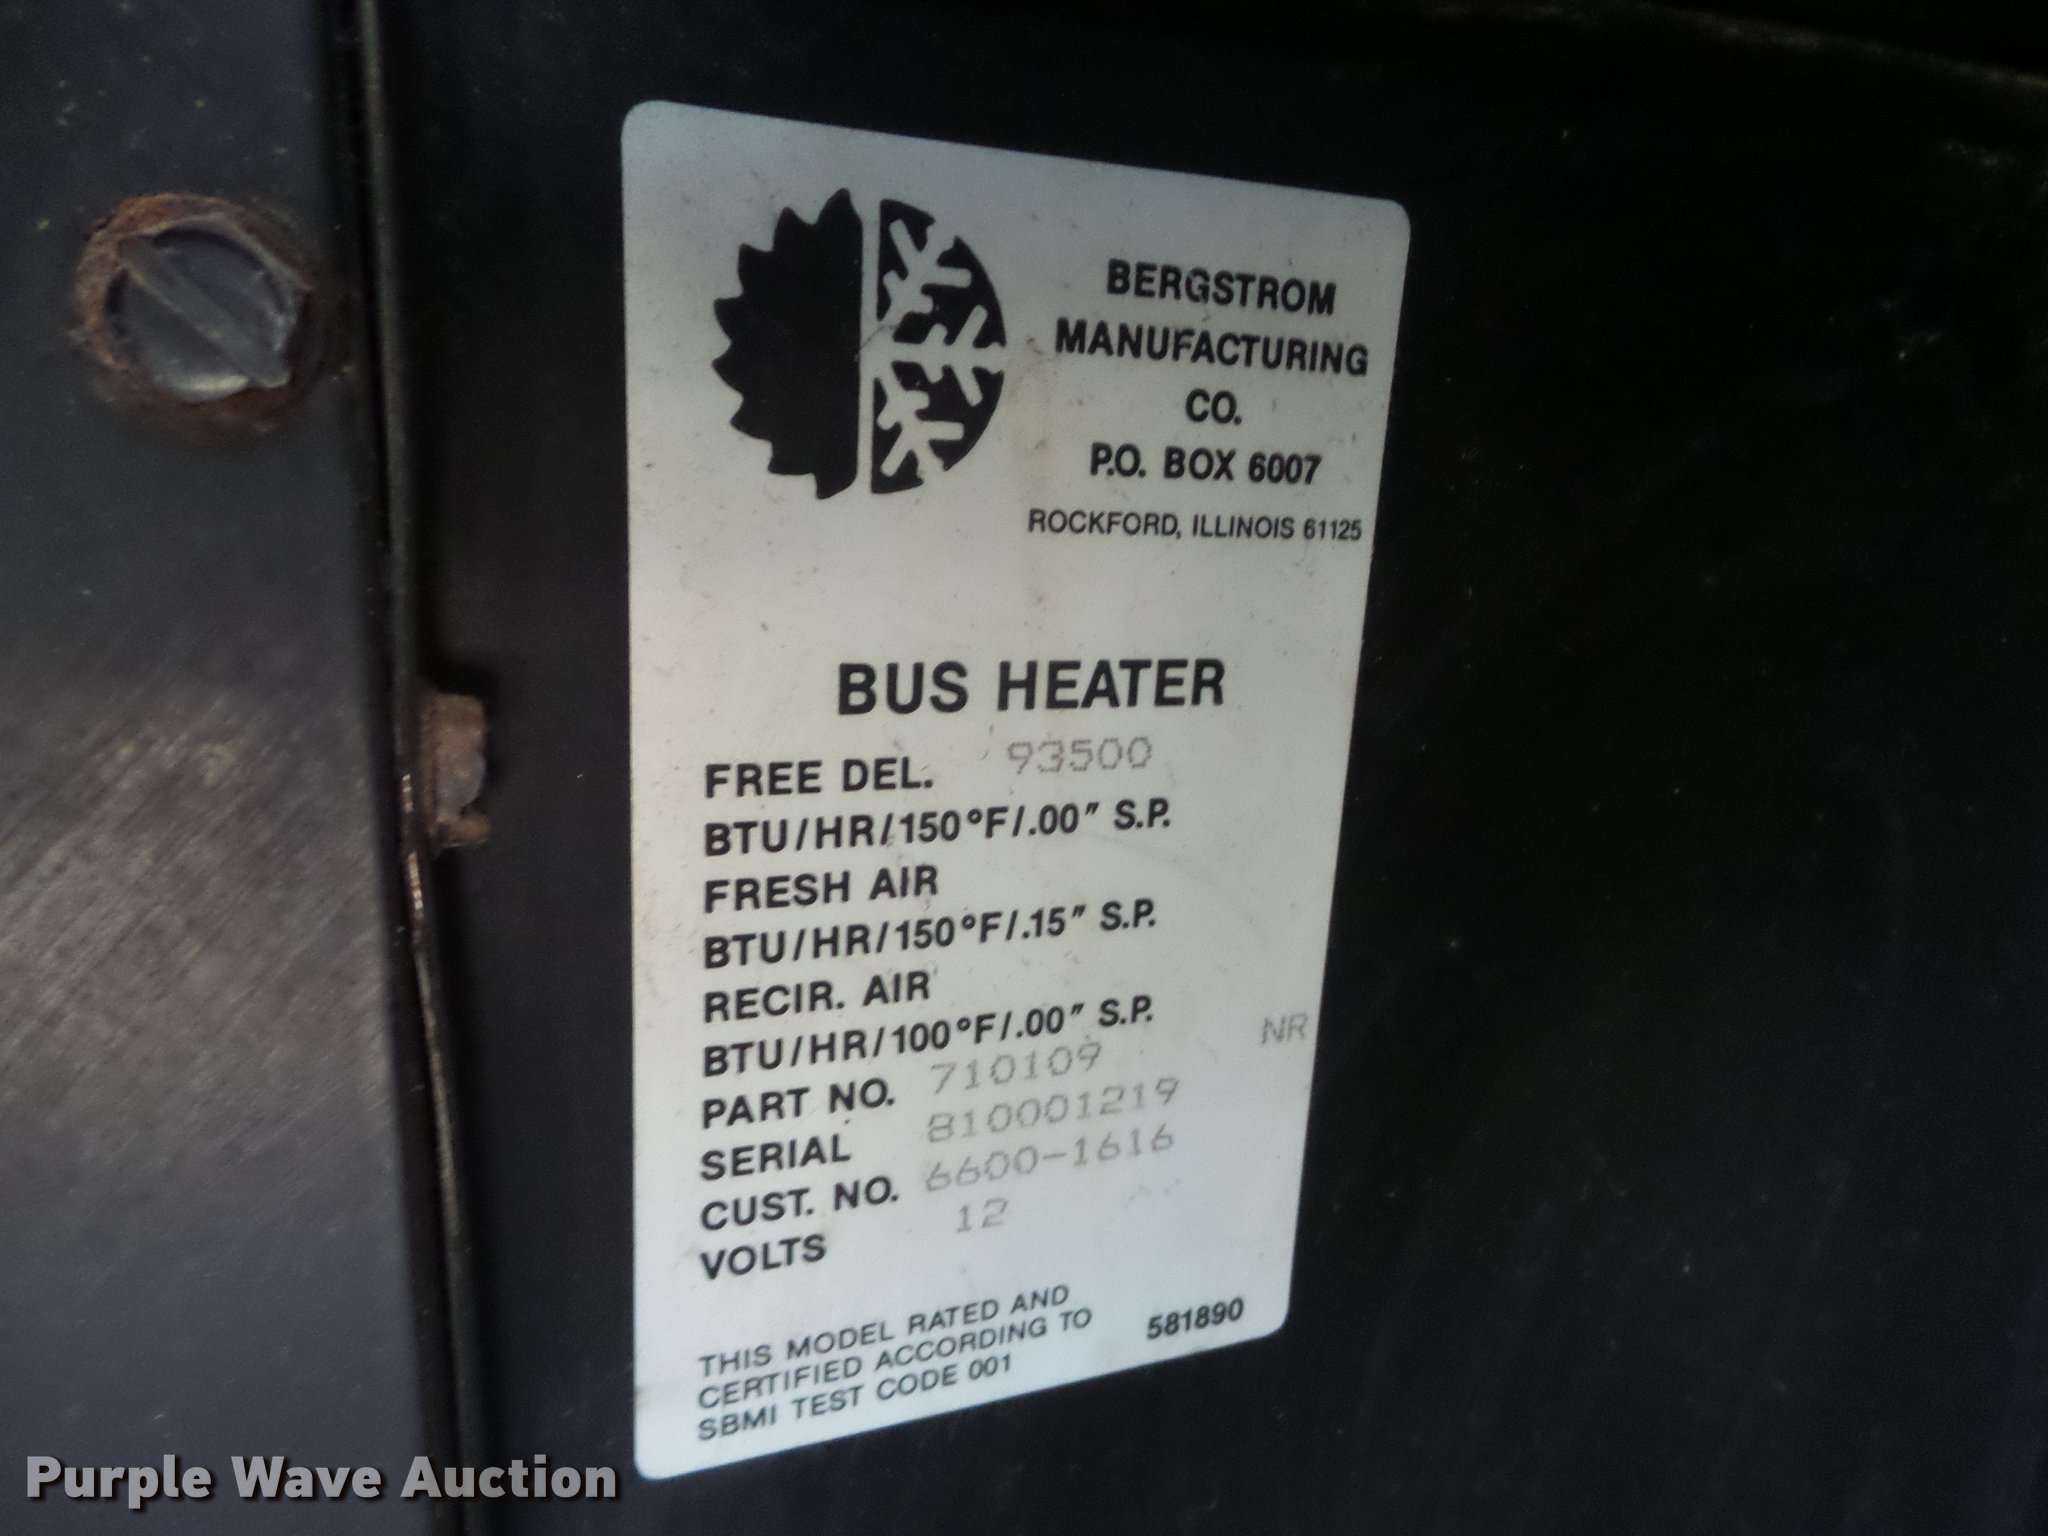 BERGSTROM
MANUFACTURING
CO.
P.O. BOX 6007
ROCKFORD, ILLINOIS 61125
BUS HEATER
FREE DEL. 93500
BTU/HR/150°F/.00" S.P.
FRESH AIR
BTU/HR/150°F/.15" S.P.
RECIR. AIR
BTU/HR/100°F/.00" S.P.
PART NO. 710109 NR
SERIAL 810001219
CUST. NO. 6600-1616
VOLTS 12
THIS MODEL RATED AND
CERTIFIED ACCORDING TO
SBMI TEST CODE 001
581890
Purple Wave Auction